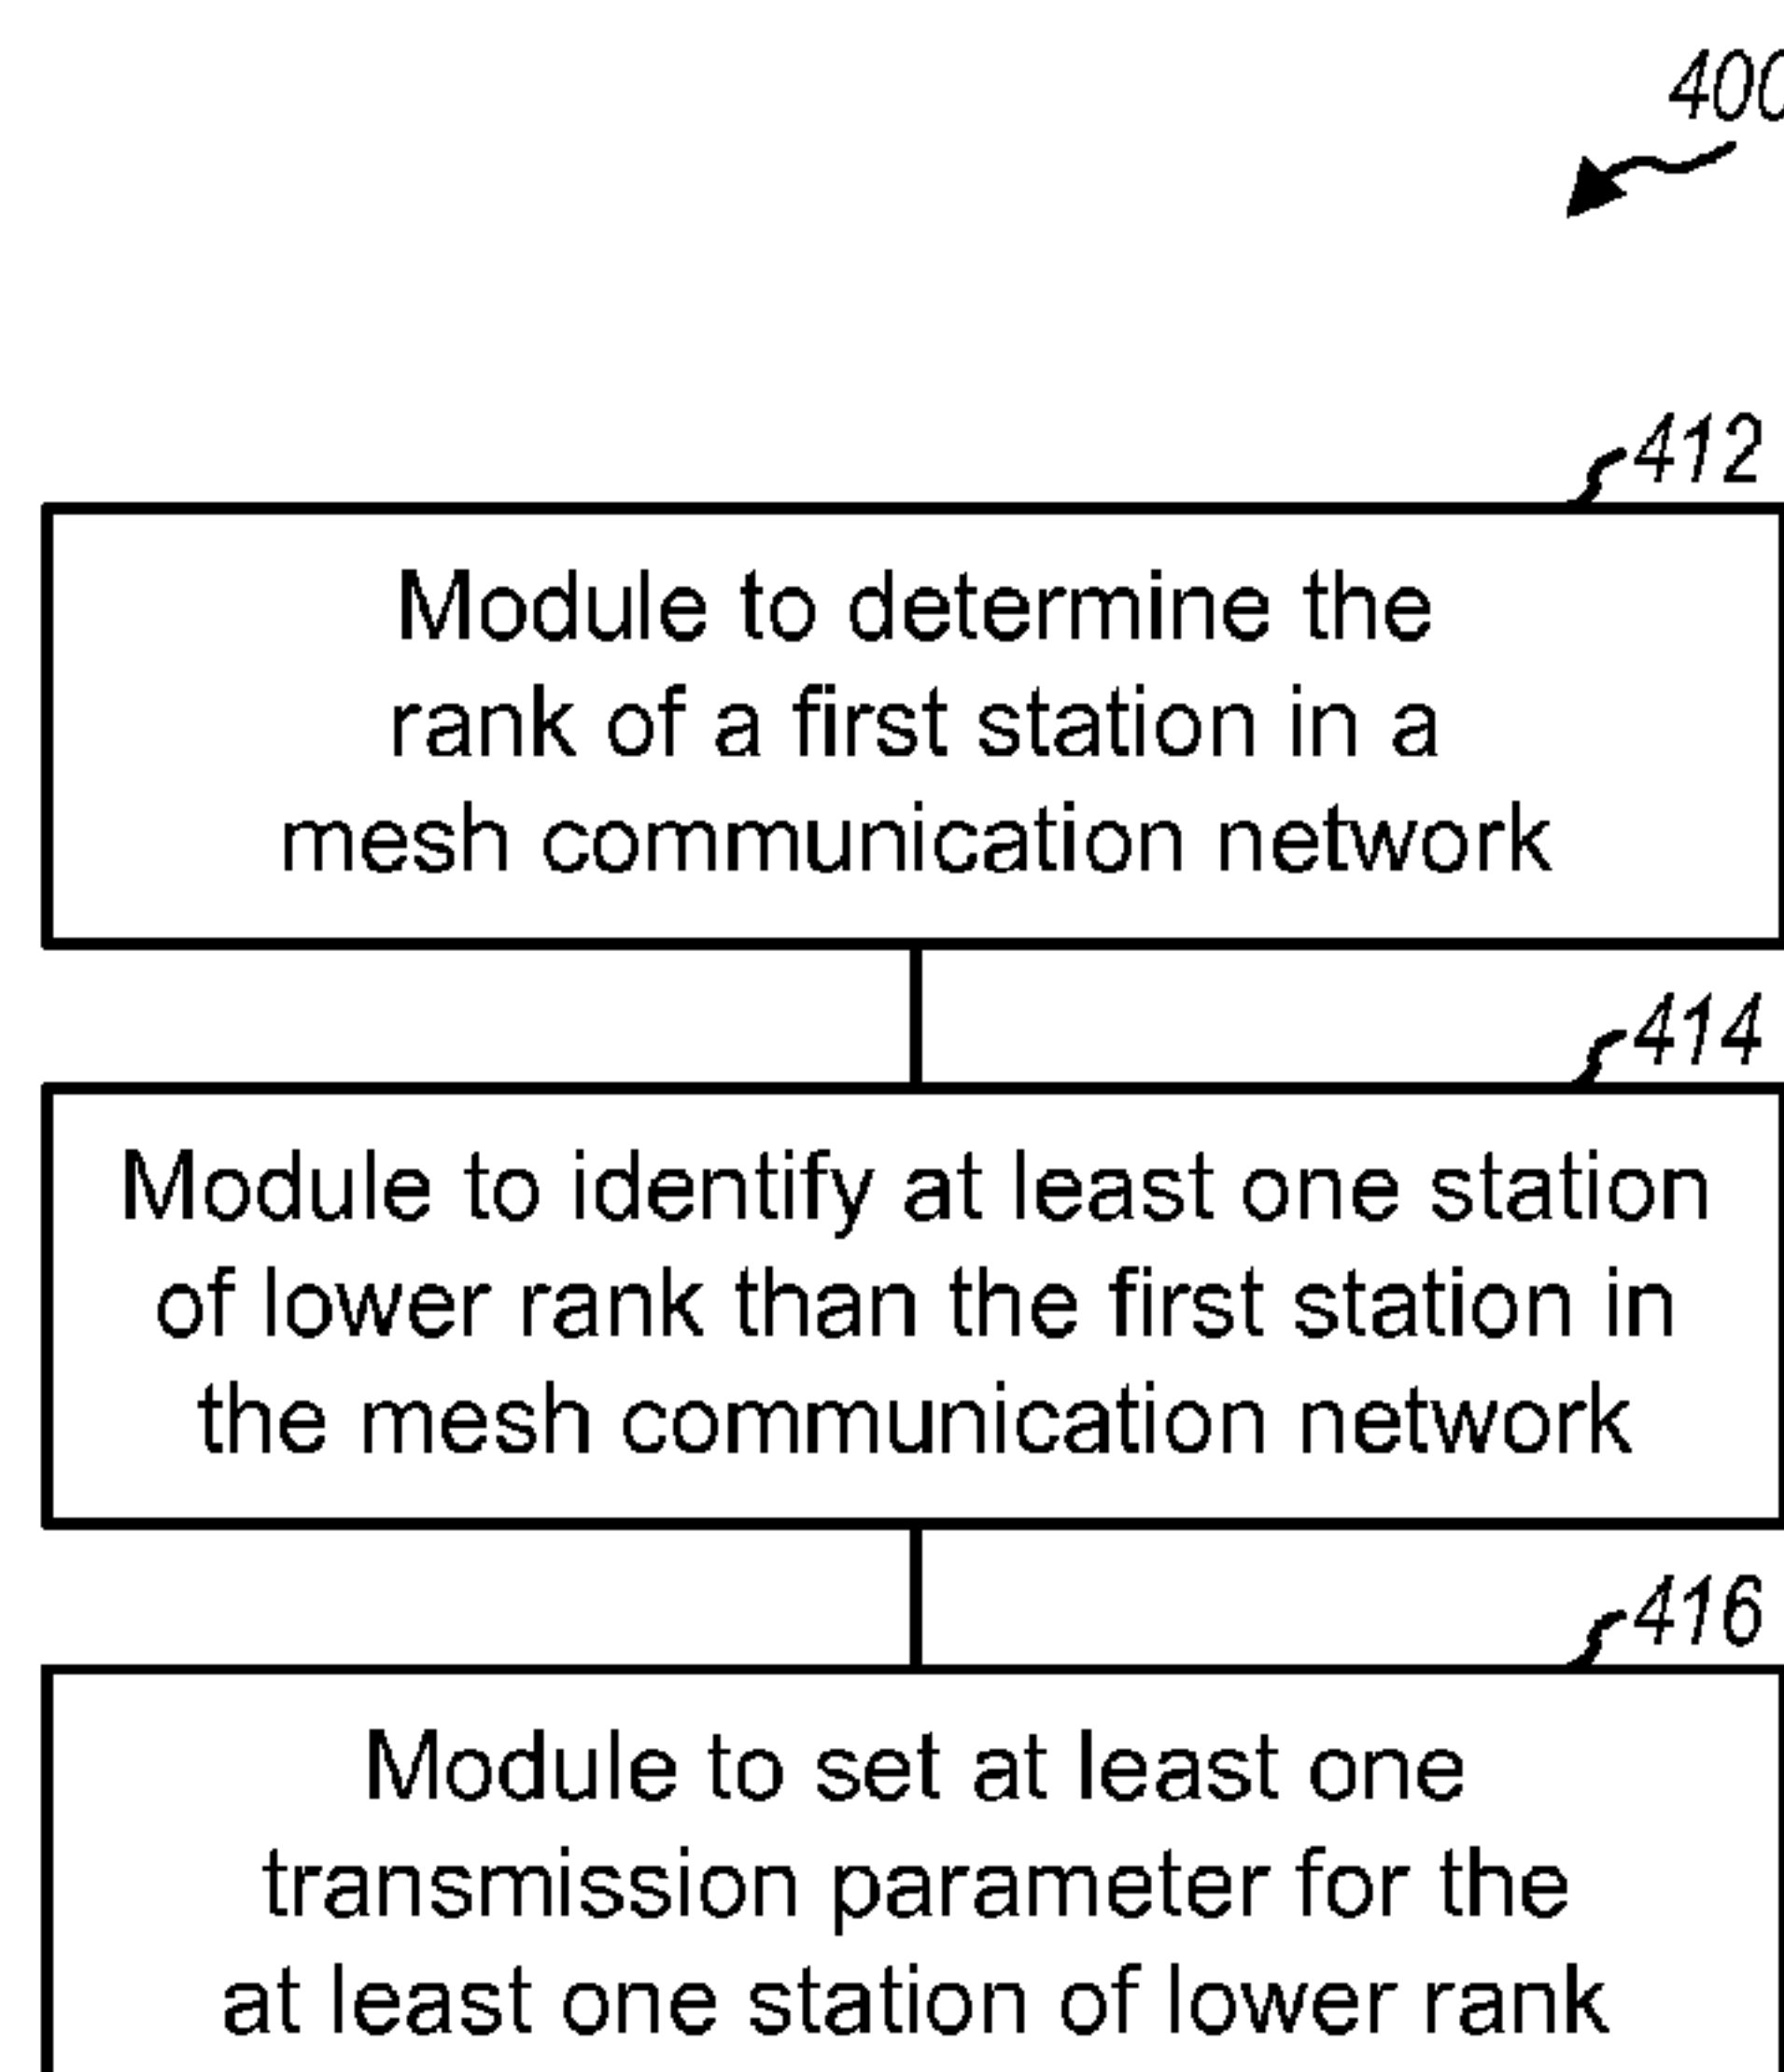 400
412
Module to determine the
rank of a first station in a
mesh communication network
414
Module to identify at least one station
of lower rank than the first station in
the mesh communication network
416
Module to set at least one
transmission parameter for the
at least one station of lower rank